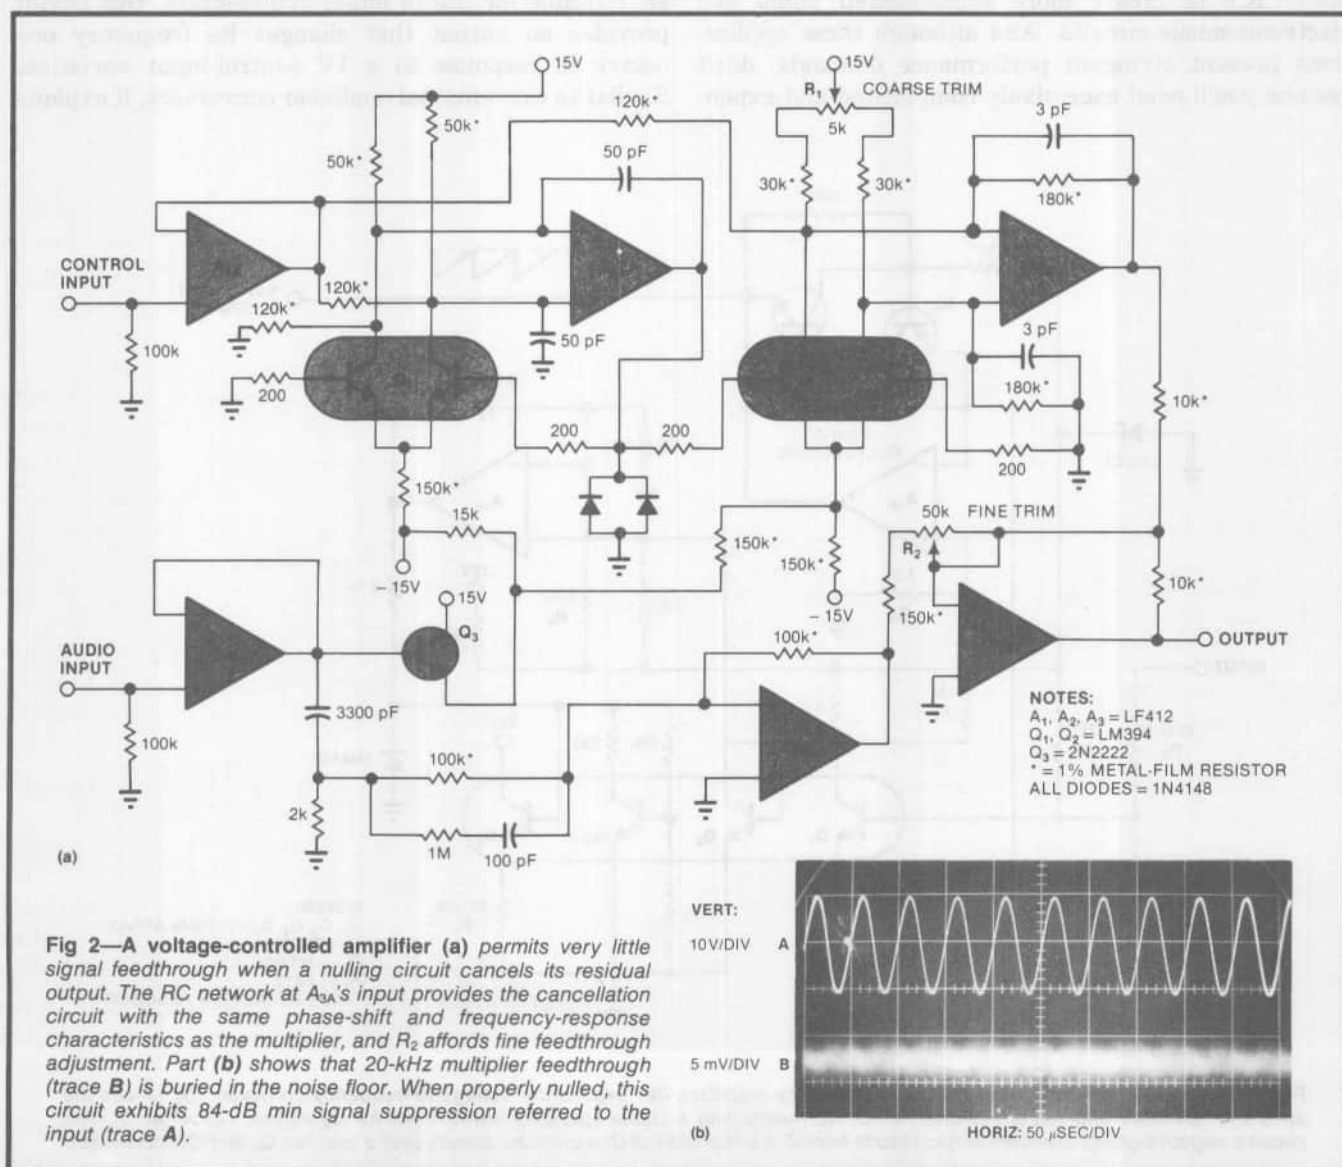 15V
15V
R₁
COARSE TRIM
5k
120k*
50k*
50k*
50 pF
3 pF
30k*
30k*
180k*
CONTROL
INPUT
120k*
120k*
100k
50 pF
3 pF
180k*
200
10k*
200
200
200
150k*
15k
50k
FINE TRIM
R₂
150k*
150k*
– 15V
– 15V
15V
Q₃
150k*
10k*
100k*
OUTPUT
AUDIO
INPUT
100k
3300 pF
100k*
2k
1M
100 pF
NOTES:
A₁, A₂, A₃ = LF412
Q₁, Q₂ = LM394
Q₃ = 2N2222
* = 1% METAL-FILM RESISTOR
ALL DIODES = 1N4148
(a)
VERT:
10V/DIV A
5 mV/DIV B
(b)
HORIZ: 50 μSEC/DIV
Fig 2—A voltage-controlled amplifier (a) permits very little
signal feedthrough when a nulling circuit cancels its residual
output. The RC network at A₃ₐ's input provides the cancellation
circuit with the same phase-shift and frequency-response
characteristics as the multiplier, and R₂ affords fine feedthrough
adjustment. Part (b) shows that 20-kHz multiplier feedthrough
(trace B) is buried in the noise floor. When properly nulled, this
circuit exhibits 84-dB min signal suppression referred to the
input (trace A).